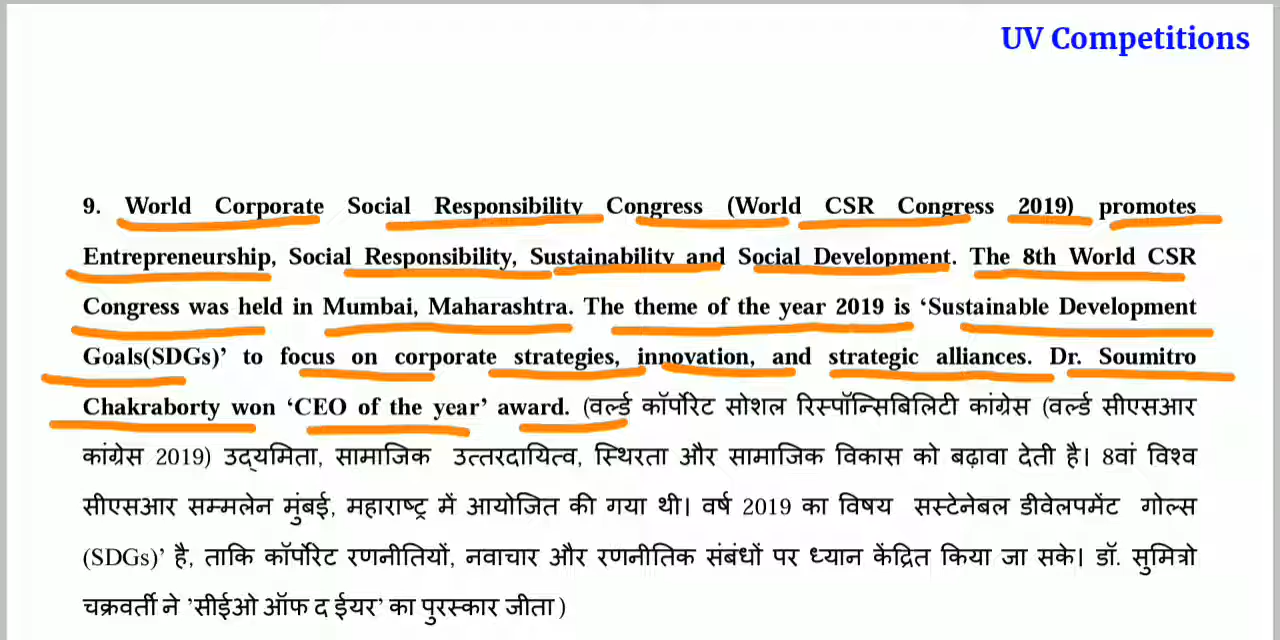 UV Competitions
9. World Corporate Social Responsibility Congress (World CSR Congress 2019) promotes
Entrepreneurship, Social Responsibility, Sustainability and Social Development. The 8th World CSR
Congress was held in Mumbai, Maharashtra. The theme of the year 2019 is ‘Sustainable Development
Goals(SDGs)’ to focus on corporate strategies, innovation, and strategic alliances. Dr. Soumitro
Chakraborty won ‘CEO of the year’ award. (वर्ल्ड कॉर्पोरेट सोशल रिस्पॉन्सिबिलिटी कांग्रेस (वर्ल्ड सीएसआर
कांग्रेस 2019) उद्यमिता, सामाजिक उत्तरदायित्व, स्थिरता और सामाजिक विकास को बढ़ावा देती है। 8वां विश्व
सीएसआर सम्मलेन मुंबई, महाराष्ट्र में आयोजित की गया थी। वर्ष 2019 का विषय सस्टेनेबल डीवेलपमेंट गोल्स
(SDGs)’ है, ताकि कॉर्पोरेट रणनीतियों, नवाचार और रणनीतिक संबंधों पर ध्यान केंद्रित किया जा सके। डॉ. सुमित्रो
चक्रवर्ती ने ’सीईओ ऑफ द ईयर’ का पुरस्कार जीता )